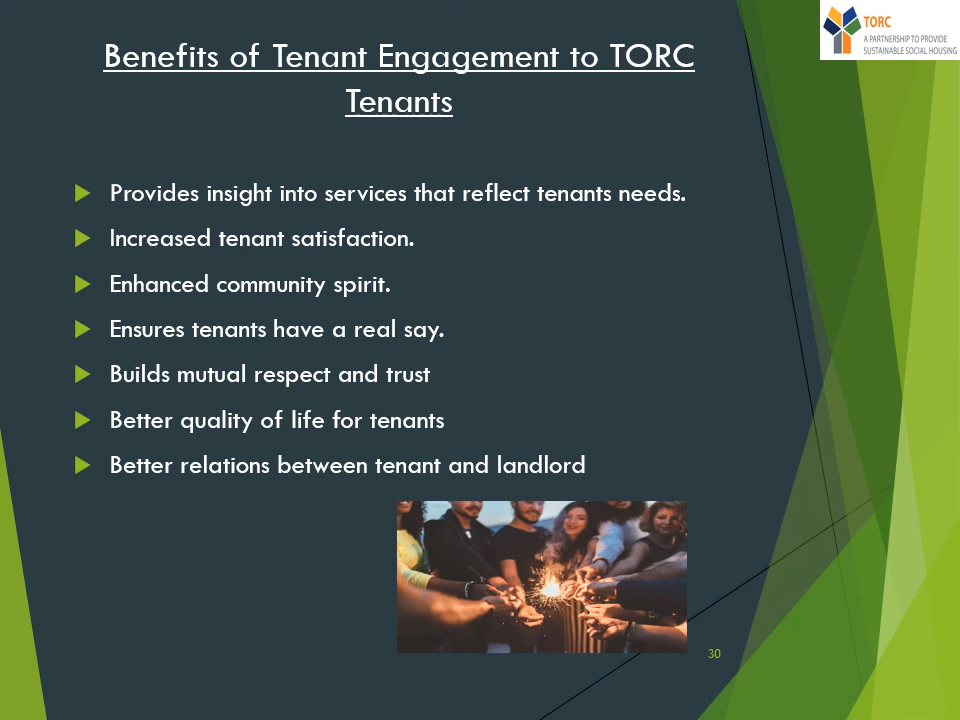 TORC
A PARTNERSHIP TO PROVIDE
SUSTAINABLE SOCIAL HOUSING
Benefits of Tenant Engagement to TORC
Tenants
Provides insight into services that reflect tenants needs.
Increased tenant satisfaction.
Enhanced community spirit.
Ensures tenants have a real say.
Builds mutual respect and trust
Better quality of life for tenants
Better relations between tenant and landlord
30